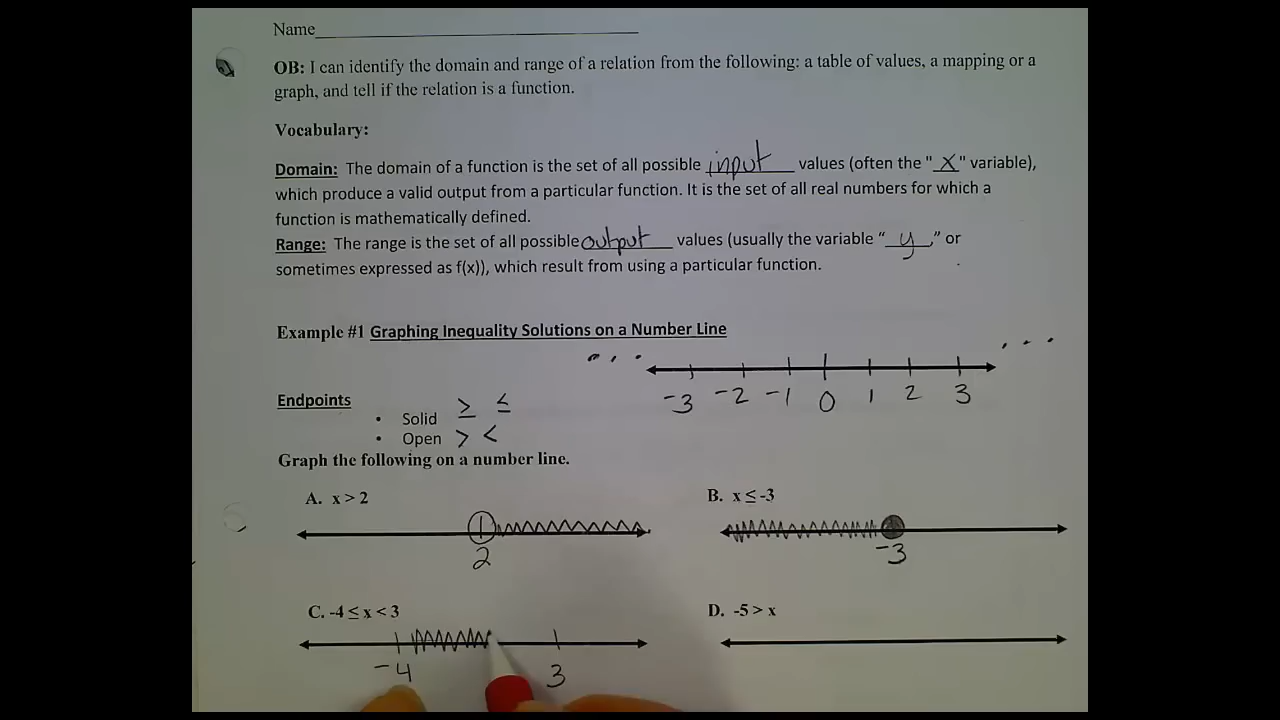 Name
OB: I can identify the domain and range of a relation from the following: a table of values, a mapping or a
graph, and tell if the relation is a function.
Vocabulary:
Domain: The domain of a function is the set of all possible input values (often the "x" variable),
which produce a valid output from a particular function. It is the set of all real numbers for which a
function is mathematically defined.
Range: The range is the set of all possible output values (usually the variable “y” or
sometimes expressed as f(x)), which result from using a particular function.
Example #1 Graphing Inequality Solutions on a Number Line
-3 -2 -1 0 1 2 3
Endpoints
• Solid ≥ ≤
• Open > <
Graph the following on a number line.
A. x > 2
2
B. x ≤ -3
-3
C. -4 ≤ x < 3
-4 3
D. -5 > x